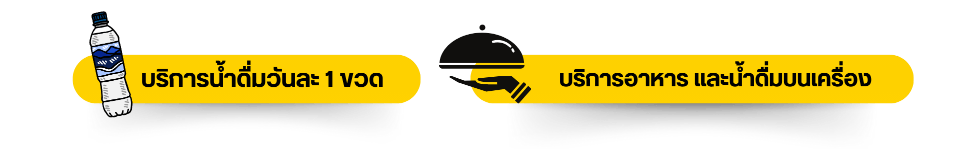 บริการน้ำดื่มวันละ 1 ขวด
บริการอาหาร และน้ำดื่มบนเครื่อง